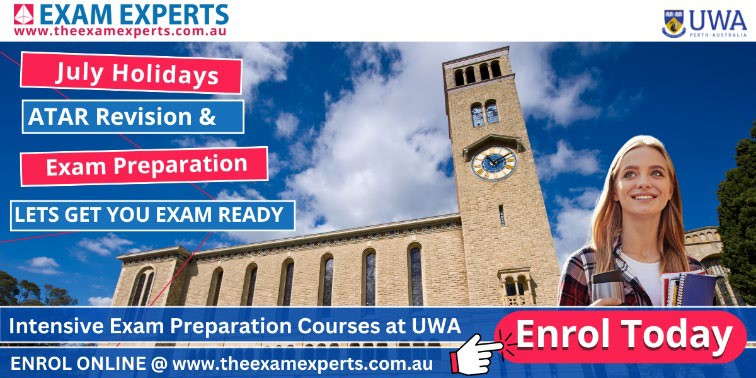 EXAM EXPERTS
www.theexamexperts.com.au
UWA
PERTH·AUSTRALIA
July Holidays
ATAR Revision &
Exam Preparation
LETS GET YOU EXAM READY
Intensive Exam Preparation Courses at UWA
Enrol Today
ENROL ONLINE @ www.theexamexperts.com.au